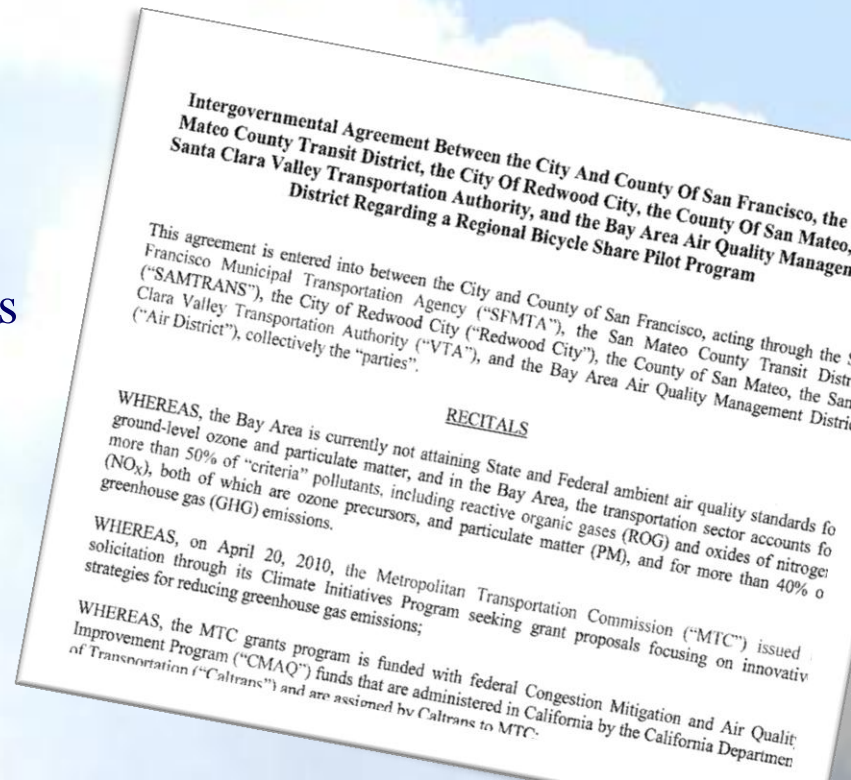 s
Intergovernmental Agreement Between the City And County Of San Francisco, the
Mateo County Transit District, the City Of Redwood City, the County Of San Mateo,
Santa Clara Valley Transportation Authority, and the Bay Area Air Quality Managen
District Regarding a Regional Bicycle Share Pilot Program
This agreement is entered into between the City and County of San Francisco, acting through the S
Francisco Municipal Transportation Agency (“SFMTA”), the San Mateo County Transit Distr
(“SAMTRANS”), the City of Redwood City (“Redwood City”), the County of San Mateo, the San
Clara Valley Transportation Authority (“VTA”), and the Bay Area Air Quality Management Distric
(“Air District”), collectively the “parties”.
RECITALS
WHEREAS, the Bay Area is currently not attaining State and Federal ambient air quality standards fo
ground-level ozone and particulate matter, and in the Bay Area, the transportation sector accounts fo
more than 50% of “criteria” pollutants, including reactive organic gases (ROG) and oxides of nitroger
(NOX), both of which are ozone precursors, and particulate matter (PM), and for more than 40% o
greenhouse gas (GHG) emissions.
WHEREAS, on April 20, 2010, the Metropolitan Transportation Commission (“MTC”) issued
solicitation through its Climate Initiatives Program seeking grant proposals focusing on innovativ
strategies for reducing greenhouse gas emissions;
WHEREAS, the MTC grants program is funded with federal Congestion Mitigation and Air Qualit
Improvement Program (“CMAQ”) funds that are administered in California by the California Departmen
of Transportation (“Caltrans”) and are assigned by Caltrans to MTC;